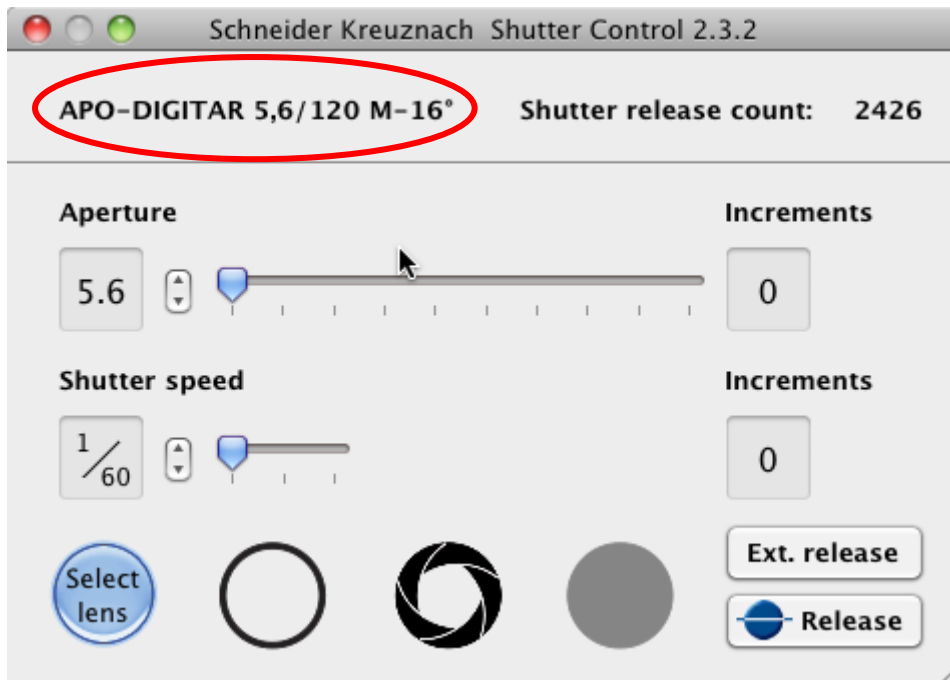 Schneider Kreuznach Shutter Control 2.3.2
APO-DIGITAR 5,6/120 M-16° Shutter release count: 2426
Aperture Increments
5.6 0
Shutter speed Increments
1/60 0
Select lens
Ext. release
Release